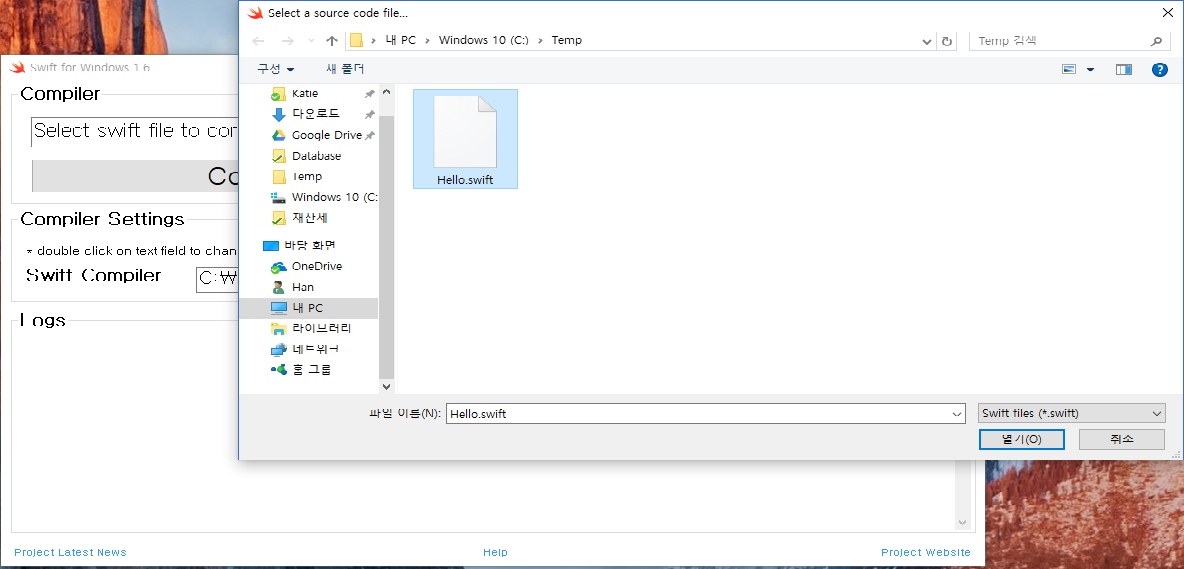 Select a source code file...
내 PC
Windows 10 (C:)
Temp
Temp 검색
구성
새 폴더
Katie
다운로드
Google Drive
Database
Temp
Windows 10 (C:
재산세
바탕 화면
OneDrive
Han
내 PC
라이브러리
네트워크
홈 그룹
Hello.swift
파일 이름(N):
Hello.swift
Swift files (*.swift)
열기(O)
취소
Swift for Windows 1.6
Compiler
Select swift file to cor
Co
Compiler Settings
* double click on text field to chan
Swift Compiler
C:₩
Logs
Project Latest News
Help
Project Website